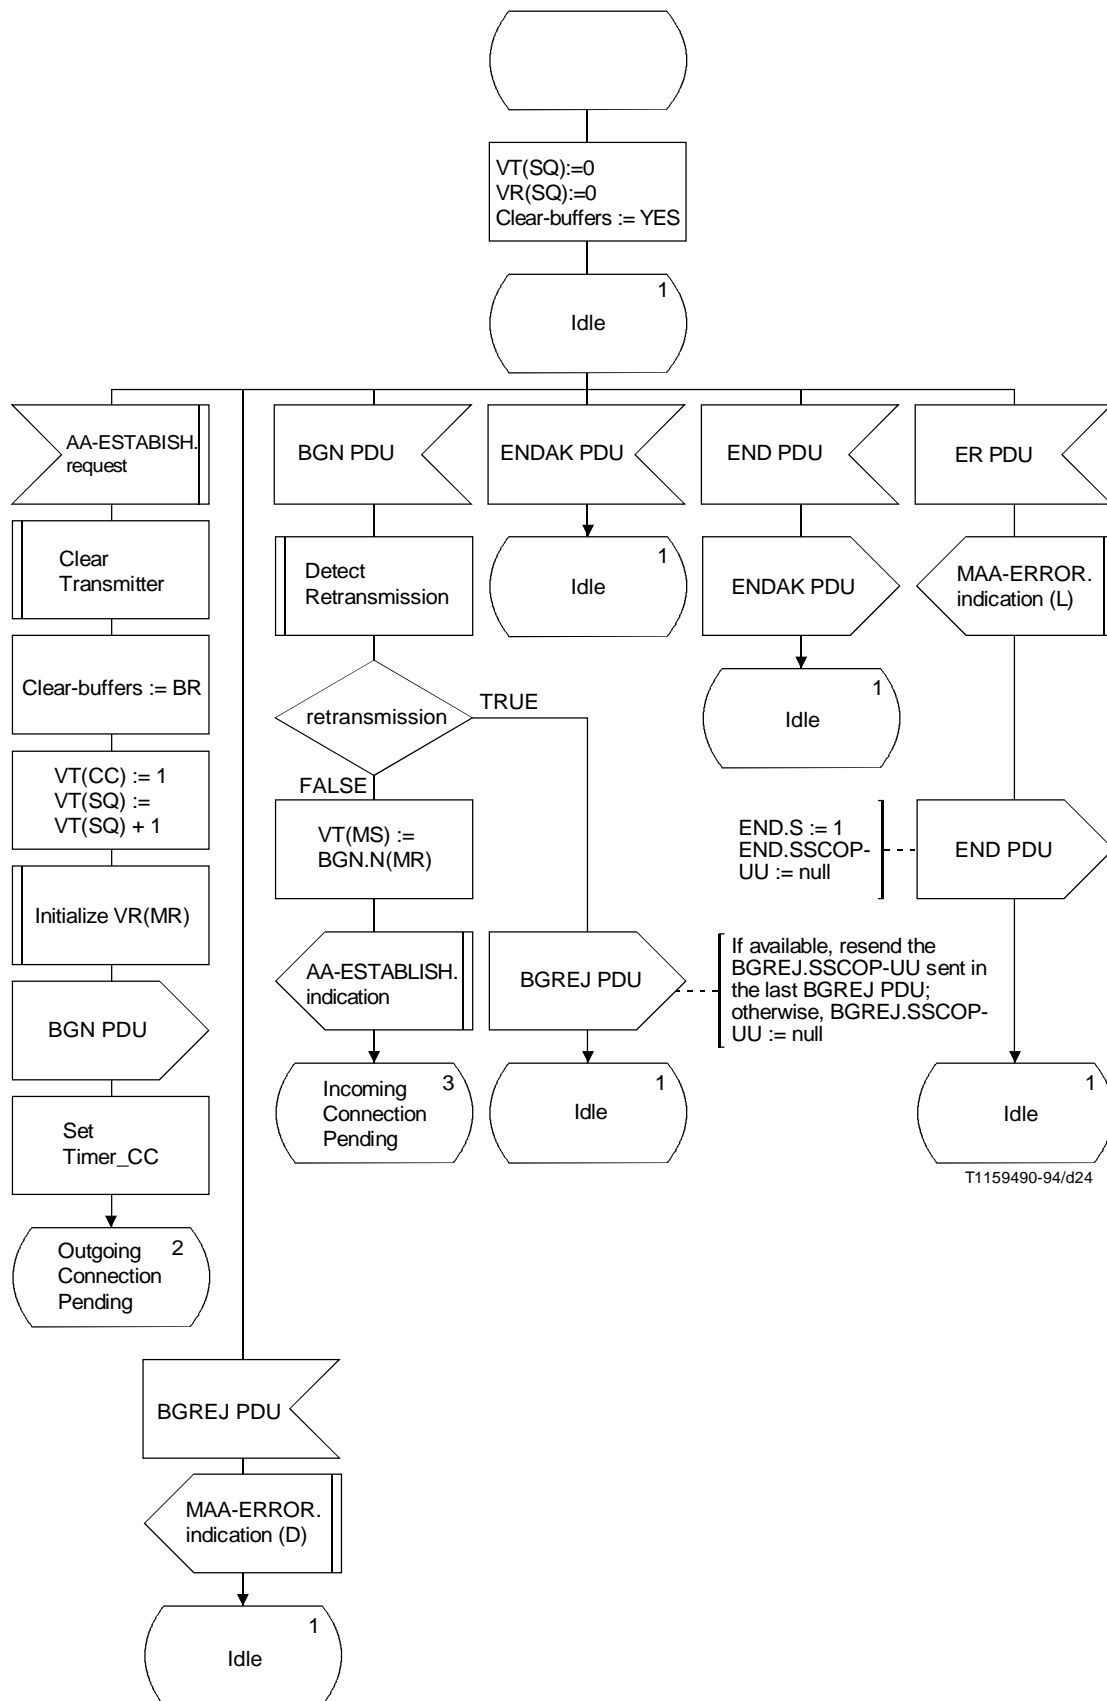 VT(SQ):=0
VR(SQ):=0
Clear-buffers := YES
1
Idle
AA-ESTABISH.
request
Clear
Transmitter
Clear-buffers := BR
VT(CC) := 1
VT(SQ) :=
VT(SQ) + 1
Initialize VR(MR)
BGN PDU
Set
Timer_CC
Outgoing 2
Connection
Pending
BGREJ PDU
MAA-ERROR.
indication (D)
1
Idle
BGN PDU
Detect
Retransmission
retransmission
TRUE
FALSE
VT(MS) :=
BGN.N(MR)
AA-ESTABLISH.
indication
Incoming 3
Connection
Pending
BGREJ PDU
If available, resend the
BGREJ.SSCOP-UU sent in
the last BGREJ PDU;
otherwise, BGREJ.SSCOP-
UU := null
1
Idle
ENDAK PDU
1
Idle
END PDU
ENDAK PDU
1
Idle
ER PDU
MAA-ERROR.
indication (L)
END.S := 1
END.SSCOP-
UU := null
END PDU
1
Idle
T1159490-94/d24